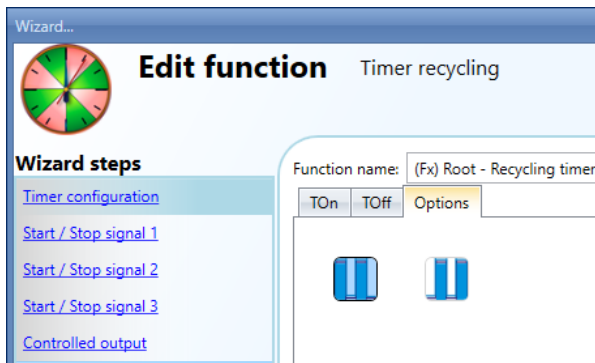 Wizard...
Edit function Timer recycling
Wizard steps
Timer configuration
Start / Stop signal 1
Start / Stop signal 2
Start / Stop signal 3
Controlled output
Function name: (Fx) Root - Recycling timer
TOn TOff Options